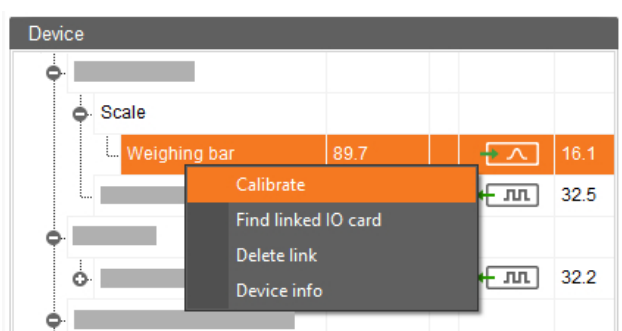 Device
Scale
Weighing bar 89.7 16.1
Calibrate
32.5
Find linked IO card
Delete link
Device info
32.2